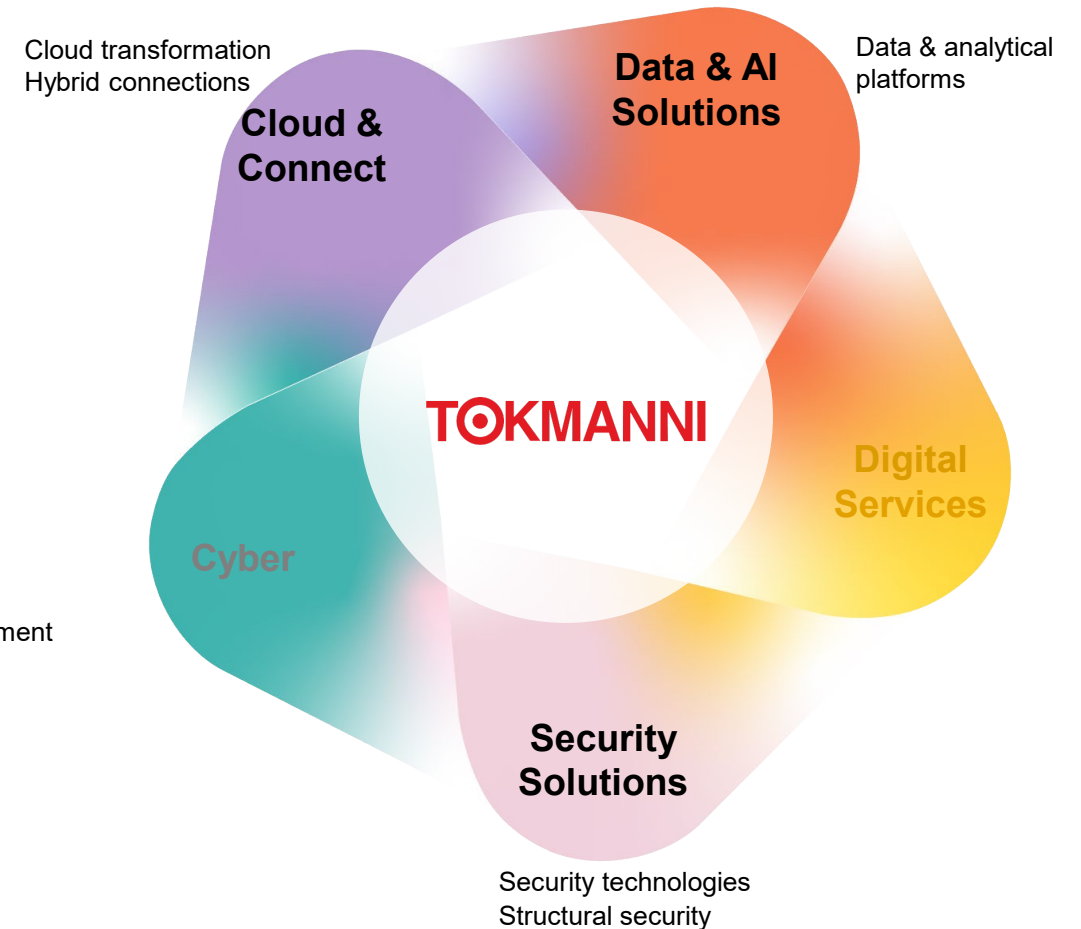 Cloud transformation
Hybrid connections
Cloud &
Connect
Data & AI
Solutions
Data & analytical
platforms
TOKMANNI
Digital
Services
Cyber
Security
Solutions
Security technologies
Structural security